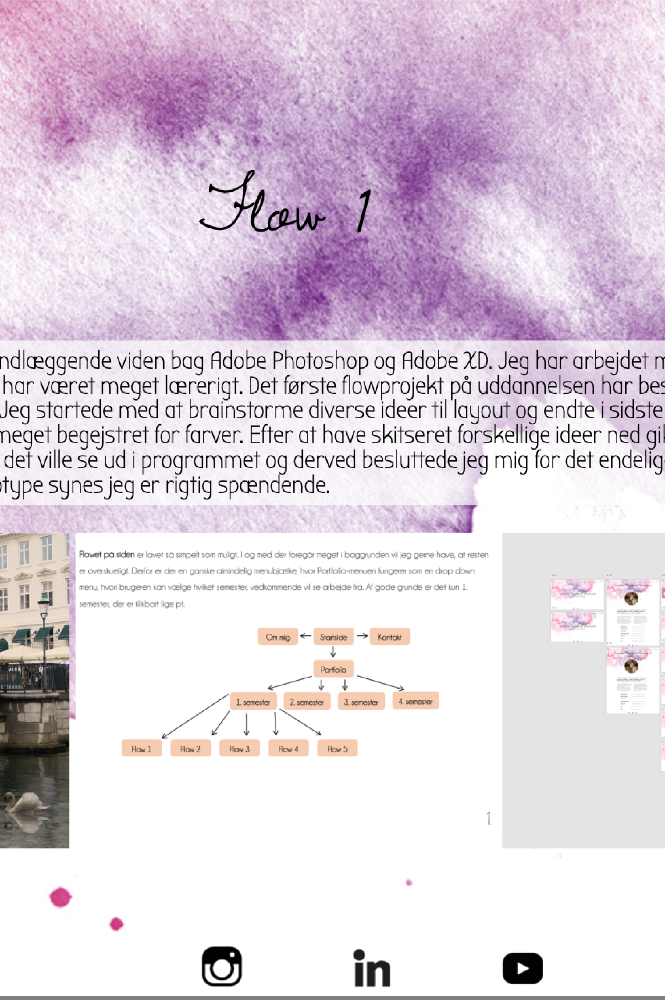 Flow 1
ndlæggende viden bag Adobe Photoshop og Adobe XD. Jeg har arbejdet m
har været meget lærerigt. Det første flowprojekt på uddannelsen har bes
Jeg startede med at brainstorme diverse ideer til layout og endte i sidste
meget begejstret for farver. Efter at have skitseret forskellige ideer ned gik
det ville se ud i programmet og derved besluttede jeg mig for det endelig
otype synes jeg er rigtig spændende.
Flowet på siden er lavet så simpelt som muligt. I og med der foregår meget i baggrunden vil jeg gerne have, at resten
er overskueligt. Derfor er der en ganske almindelig menubjælke, hvor Portfolio-menuen fungerer som en drop down
menu, hvori brugeren kan vælge hvilket semester, vedkommende vil se arbejde fra. Af gode grunde er det kun 1.
semester, der er klikbart lige pt.
Om mig Startside Kontakt
Portfolio
1. semester 2. semester 3. semester 4. semester
Flow 1 Flow 2 Flow 3 Flow 4 Flow 5
1
in